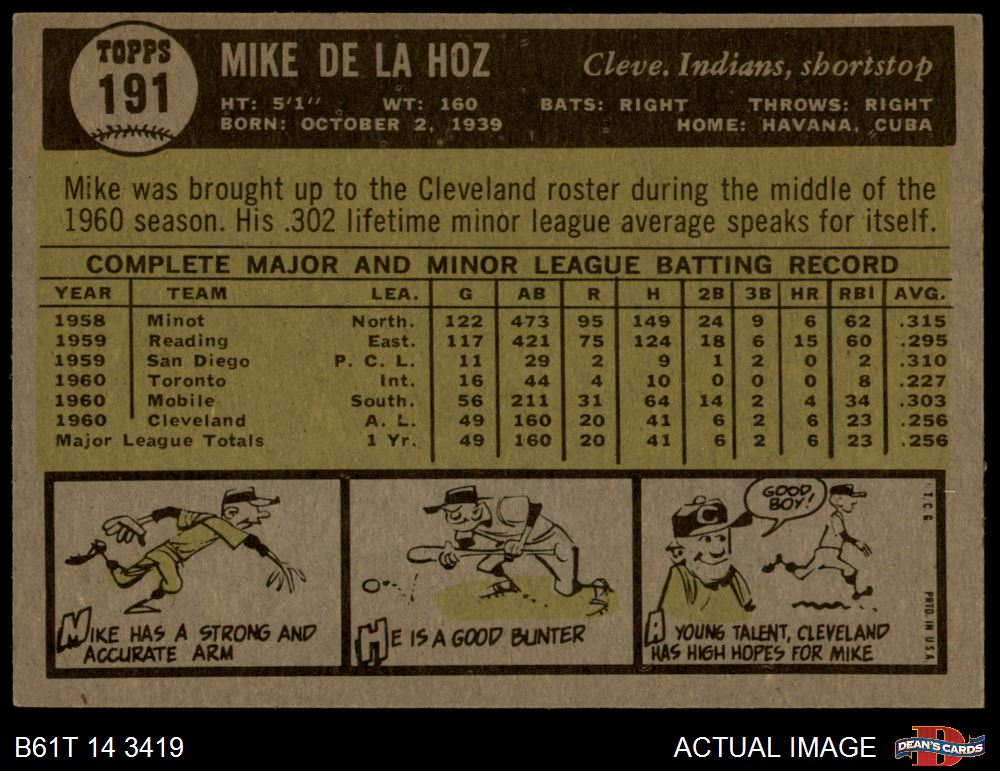 TOPPS
191
MIKE DE LA HOZ
Cleve. Indians, shortstop
HT: 5'1" WT: 160 BATS: RIGHT THROWS: RIGHT
BORN: OCTOBER 2, 1939 HOME: HAVANA, CUBA
Mike was brought up to the Cleveland roster during the middle of the
1960 season. His .302 lifetime minor league average speaks for itself.
COMPLETE MAJOR AND MINOR LEAGUE BATTING RECORD
YEAR TEAM LEA. G AB R H 2B 3B HR RBI AVG.
1958 Minot North. 122 473 95 149 24 9 6 62 .315
1959 Reading East. 117 421 75 124 18 6 15 60 .295
1959 San Diego P. C. L. 11 29 2 9 1 2 0 2 .310
1960 Toronto Int. 16 44 4 10 0 0 0 8 .227
1960 Mobile South. 56 211 31 64 14 2 4 34 .303
1960 Cleveland A. L. 49 160 20 41 6 2 6 23 .256
Major League Totals 1 Yr. 49 160 20 41 6 2 6 23 .256
MIKE HAS A STRONG AND
ACCURATE ARM
HE IS A GOOD BUNTER
GOOD
BOY!
C
A YOUNG TALENT, CLEVELAND
HAS HIGH HOPES FOR MIKE
T. C. G.
PRTD IN U.S.A.
B61T 14 3419
ACTUAL IMAGE
D
DEAN'S CARDS